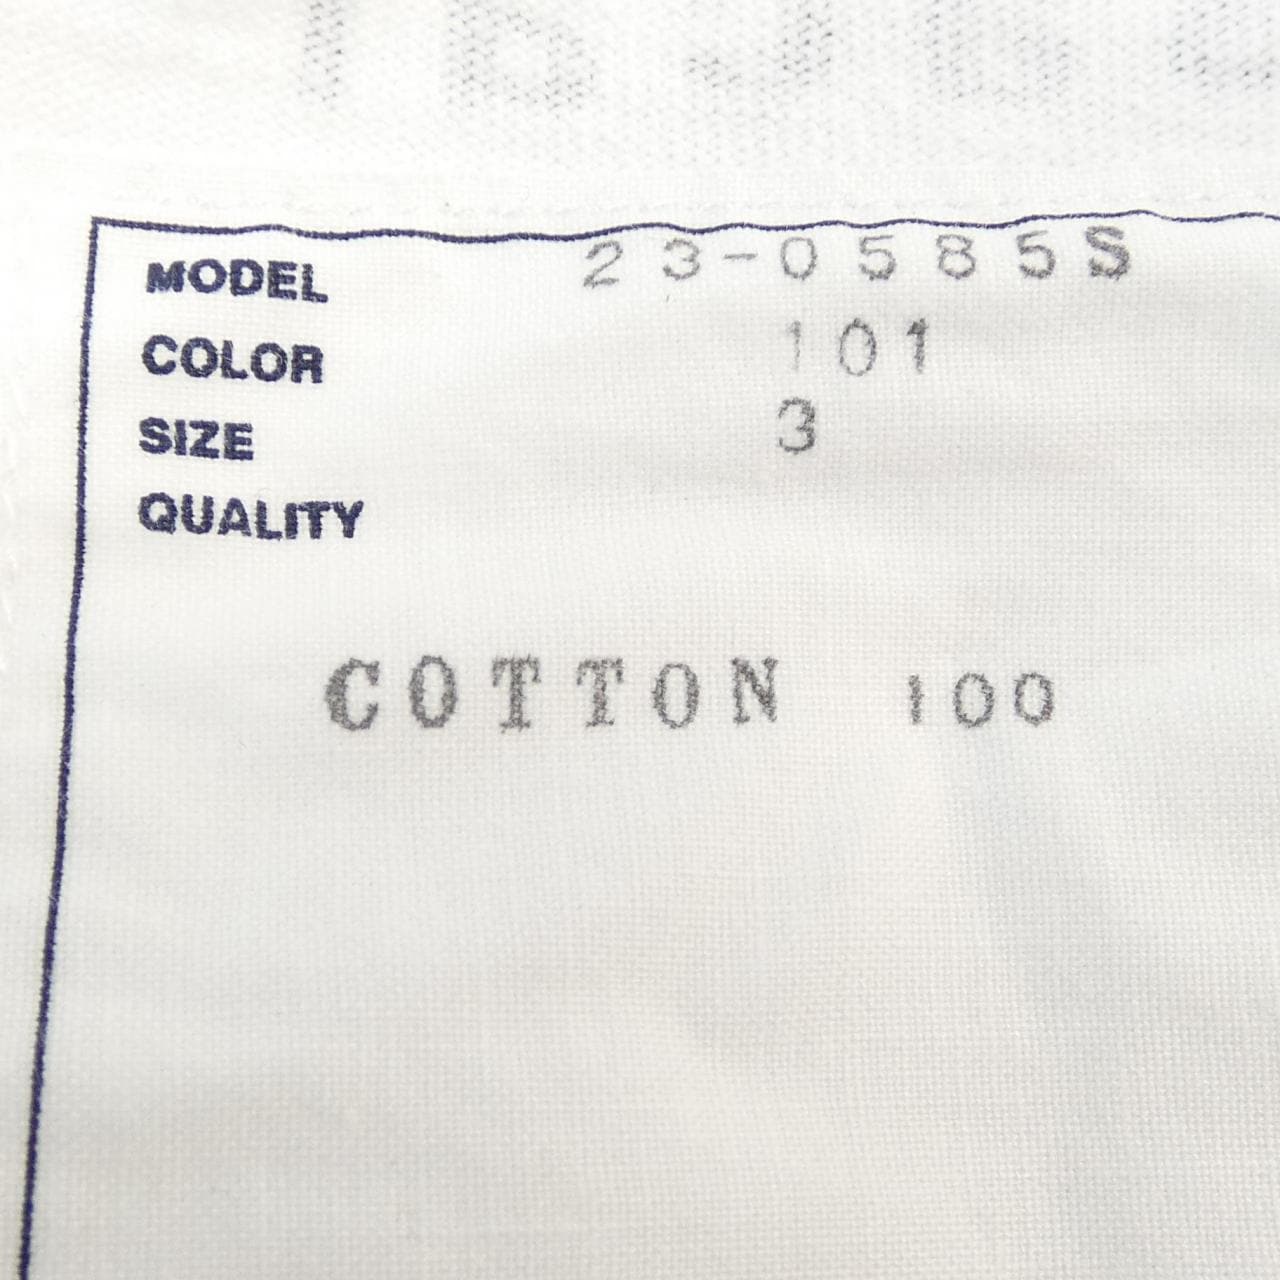 MODEL 23-0585S
COLOR 101
SIZE 3
QUALITY
COTTON 100